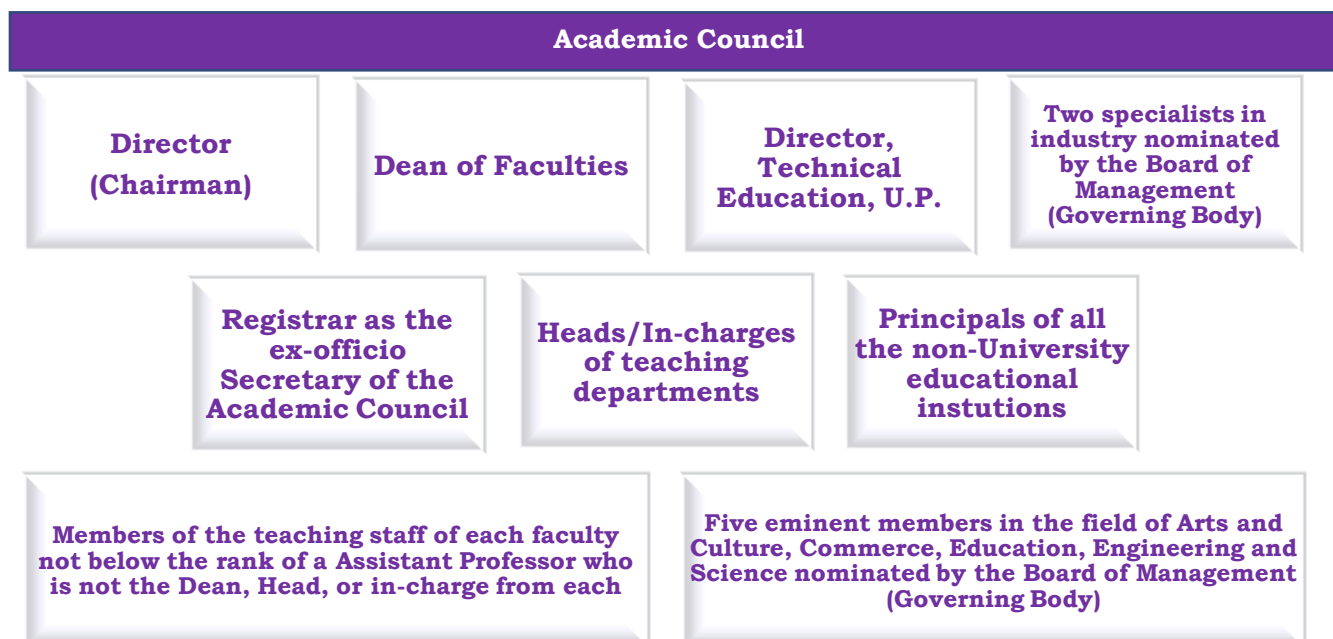 Academic Council
Director
(Chairman)
Dean of Faculties
Director,
Technical
Education, U.P.
Two specialists in
industry nominated
by the Board of
Management
(Governing Body)
Registrar as the
ex-officio
Secretary of the
Academic Council
Heads/In-charges
of teaching
departments
Principals of all
the non-University
educational
instutions
Members of the teaching staff of each faculty
not below the rank of a Assistant Professor who
is not the Dean, Head, or in-charge from each
Five eminent members in the field of Arts and
Culture, Commerce, Education, Engineering and
Science nominated by the Board of Management
(Governing Body)